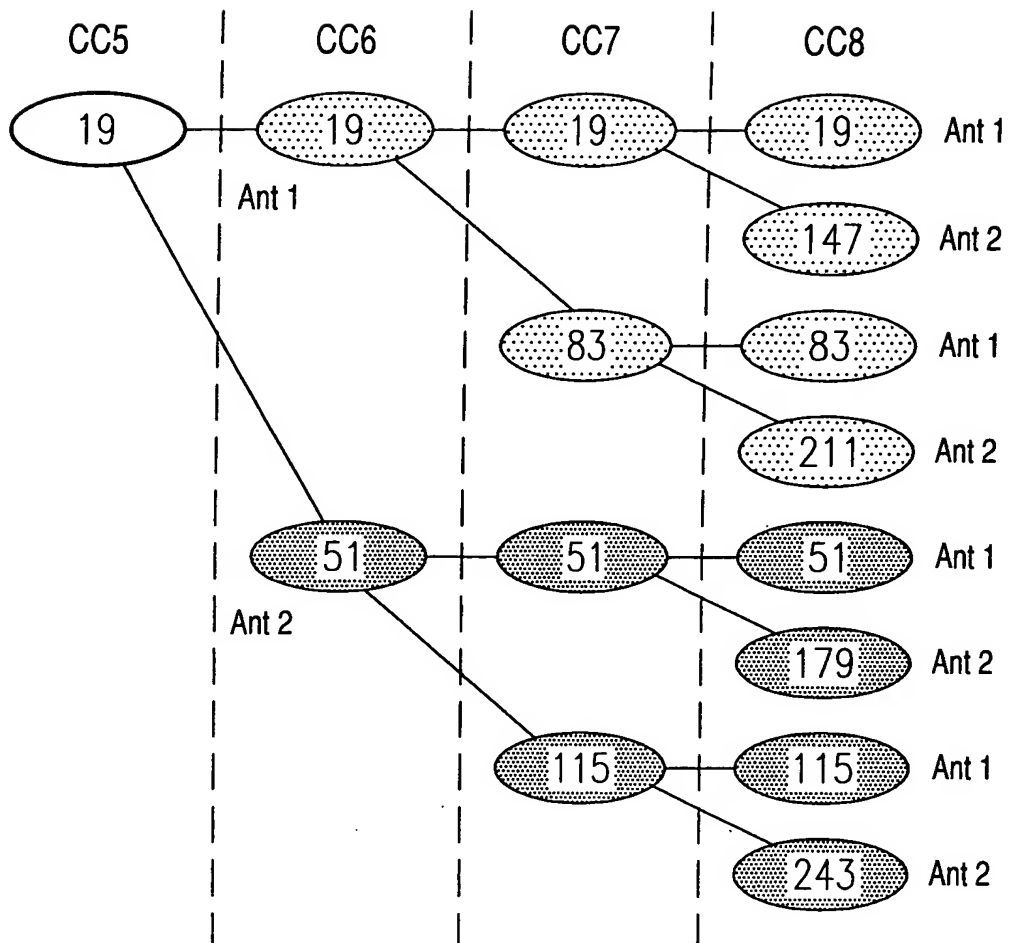 CC5 CC6 CC7 CC8
19 19 19 19 Ant 1
Ant 1
147 Ant 2
83 83 Ant 1
211 Ant 2
51 51 51 Ant 1
Ant 2
179 Ant 2
115 115 Ant 1
243 Ant 2